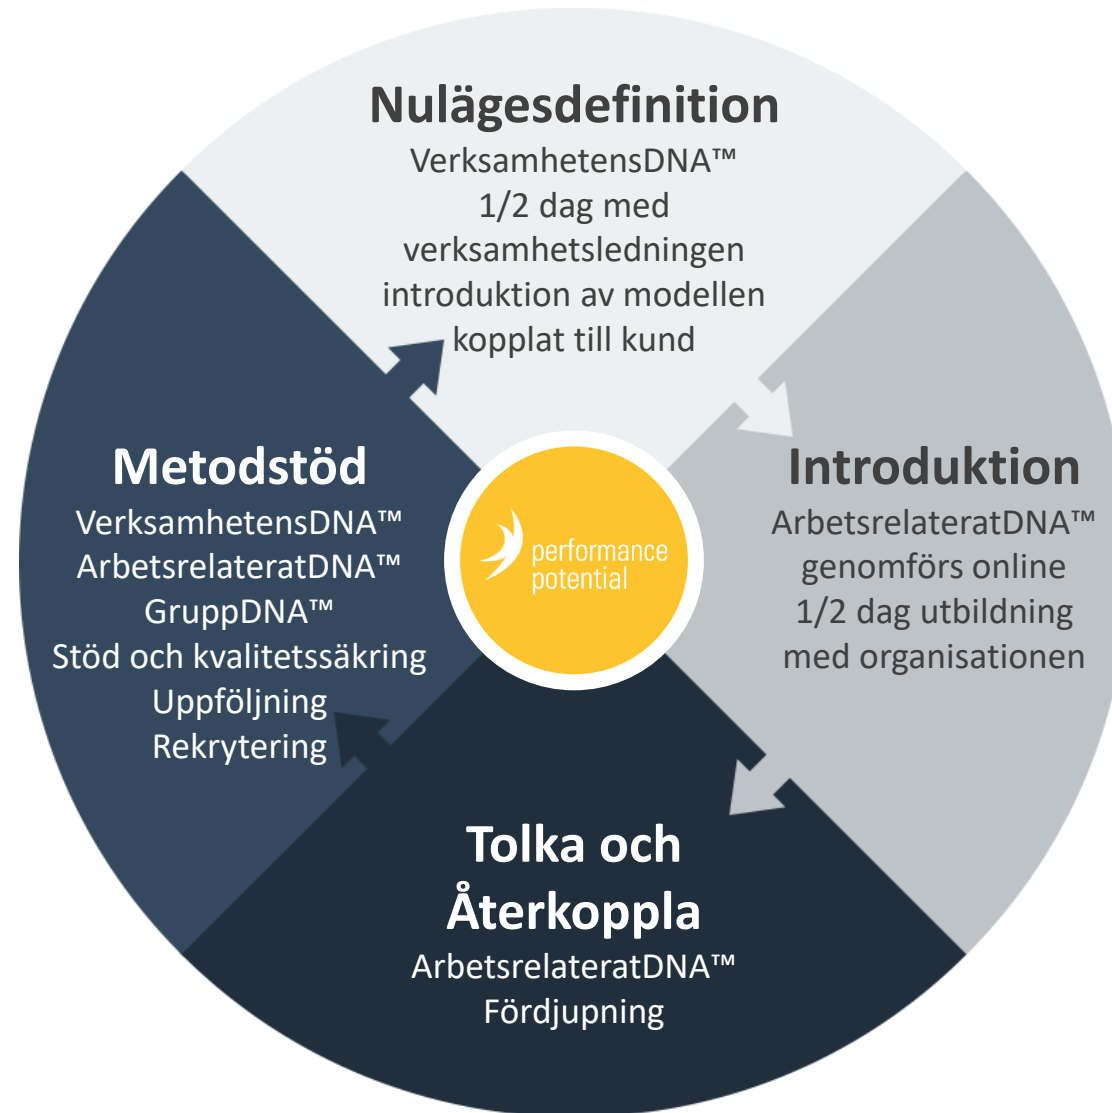 Nulägesdefinition
VerksamhetensDNA™
1/2 dag med
verksamhetsledningen
introduktion av modellen
kopplat till kund
Introduktion
ArbetsrelateratDNA™
genomförs online
1/2 dag utbildning
med organisationen
Tolka och
Återkoppla
ArbetsrelateratDNA™
Fördjupning
Metodstöd
VerksamhetensDNA™
ArbetsrelateratDNA™
GruppDNA™
Stöd och kvalitetssäkring
Uppföljning
Rekrytering
performance
potential